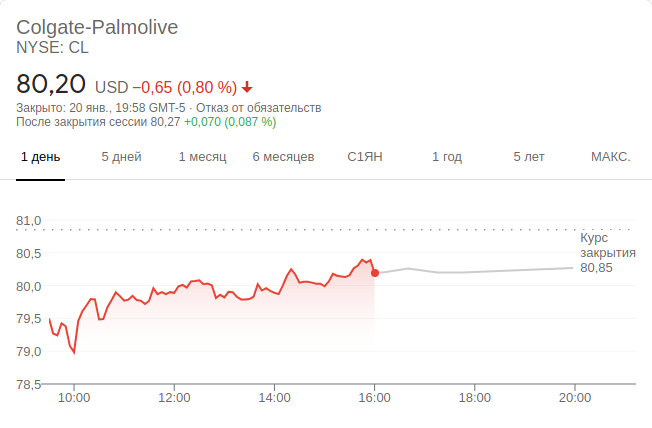 Colgate-Palmolive
NYSE: CL
80,20 USD −0,65 (0,80 %)
Закрыто: 20 янв., 19:58 GMT-5 · Отказ от обязательств
После закрытия сессии 80,27 +0,070 (0,087 %)
1 день 5 дней 1 месяц 6 месяцев С1ЯН 1 год 5 лет МАКС.
81,0
80,5
80,0
79,5
79,0
78,5
Курс
закрытия
80,85
10:00 12:00 14:00 16:00 18:00 20:00